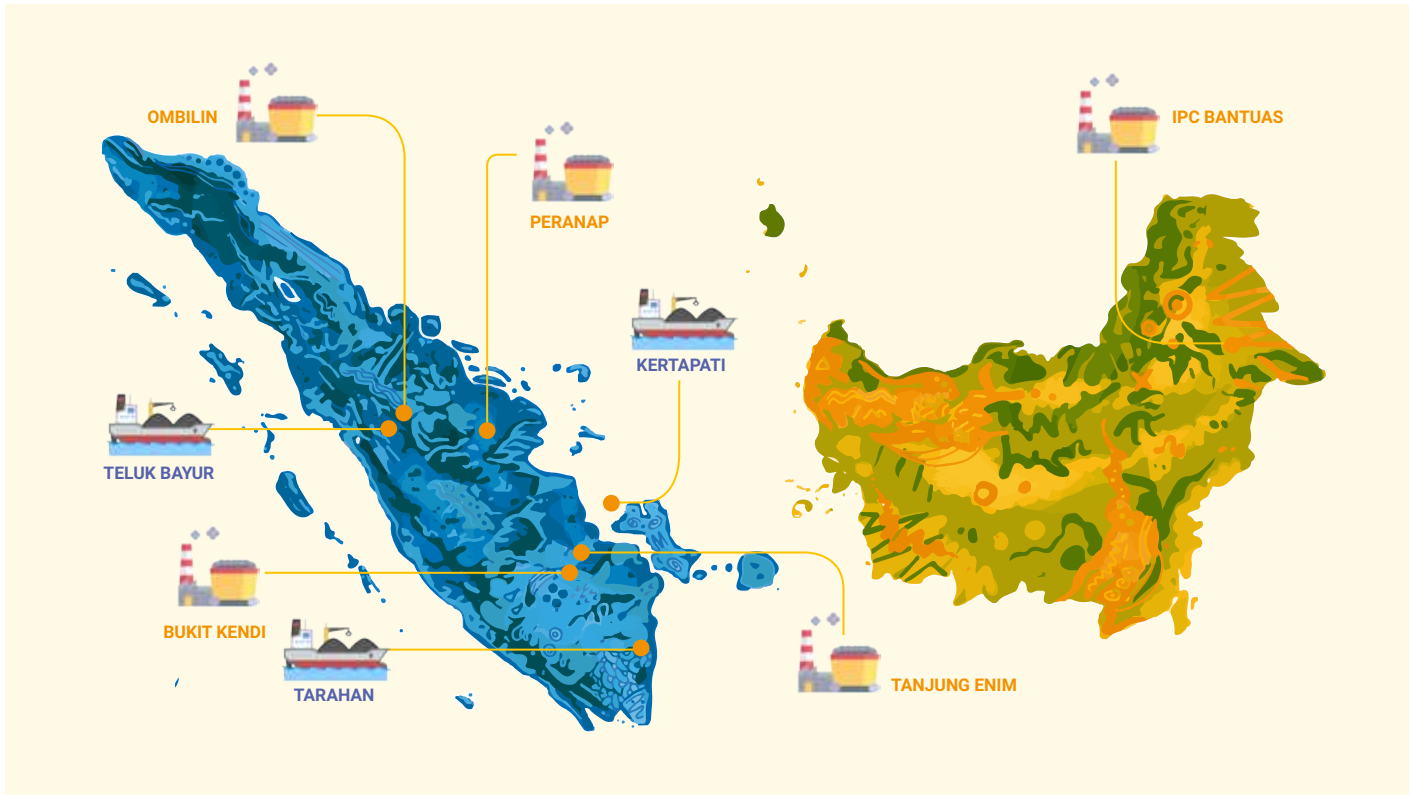 OMBILIN
IPC BANTUAS
PERANAP
KERTAPATI
TELUK BAYUR
BUKIT KENDI
TARAHAN
TANJUNG ENIM